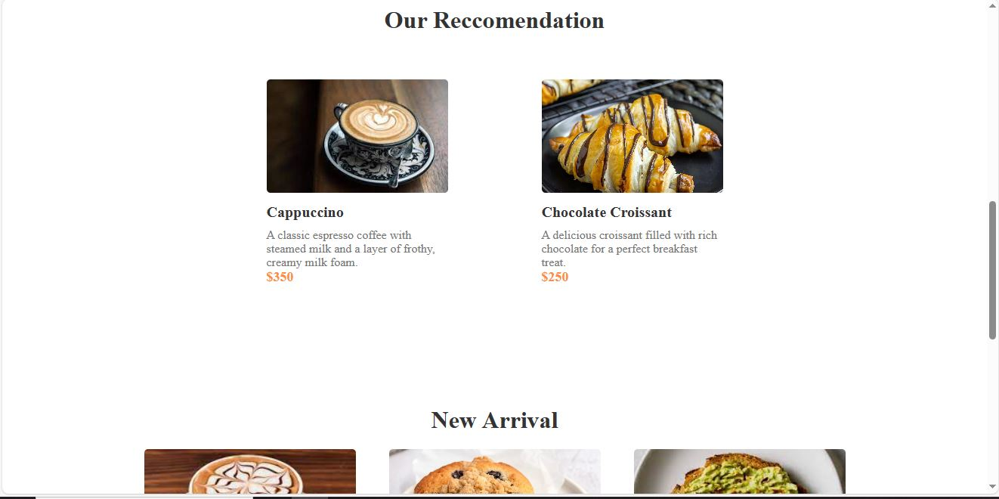 Our Reccomendation
Cappuccino
A classic espresso coffee with
steamed milk and a layer of frothy,
creamy milk foam.
$350
Chocolate Croissant
A delicious croissant filled with rich
chocolate for a perfect breakfast
treat.
$250
New Arrival